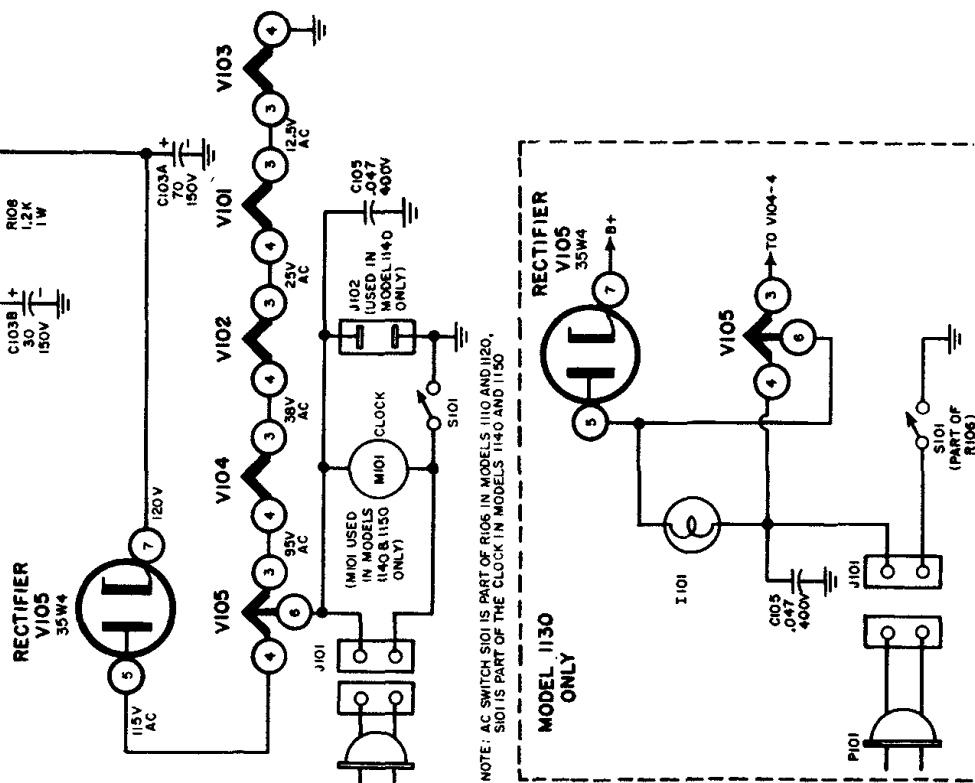 C103B
30
150V
+
-
R108
1.2K
1W
C103A
70
150V
+
-
RECTIFIER
V105
35W4
5
7
120V
115V
AC
V105
4
3
6
95V
AC
V104
4
3
38V
AC
V102
4
3
25V
AC
V101
4
3
12.5V
AC
V103
3
4
J101
(M101 USED
IN MODELS
1140 & 1150
ONLY)
M101
CLOCK
S101
J102
(USED IN
MODEL 1140
ONLY)
C105
.047
400V
NOTE: AC SWITCH S101 IS PART OF R106 IN MODELS 1110 AND 1120,
S101 IS PART OF THE CLOCK IN MODELS 1140 AND 1150
MODEL 1130
ONLY
RECTIFIER
V105
35W4
5
7
B+
V105
4
3
6
TO V104-4
I101
C105
.047
400V
J101
P101
S101
(PART OF
R106)